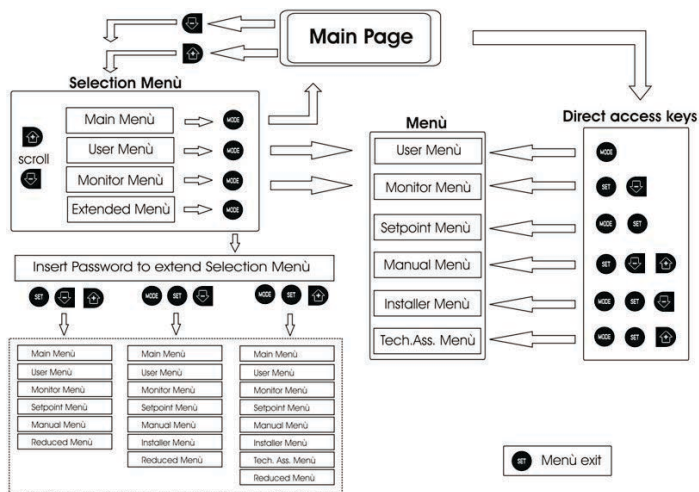 Main Page
Selection Menù
Main Menù
MODE
User Menù
MODE
scroll
Monitor Menù
MODE
Extended Menù
MODE
Insert Password to extend Selection Menù
SET
MODE SET
MODE SET
Main Menù
User Menù
Monitor Menù
Setpoint Menù
Manual Menù
Reduced Menù
Main Menù
User Menù
Monitor Menù
Setpoint Menù
Manual Menù
Installer Menù
Reduced Menù
Main Menù
User Menù
Monitor Menù
Setpoint Menù
Manual Menù
Installer Menù
Tech. Ass. Menù
Reduced Menù
Menù
User Menù
Monitor Menù
Setpoint Menù
Manual Menù
Installer Menù
Tech.Ass. Menù
Direct access keys
MODE
SET
MODE SET
SET
MODE SET
MODE SET
SET Menù exit